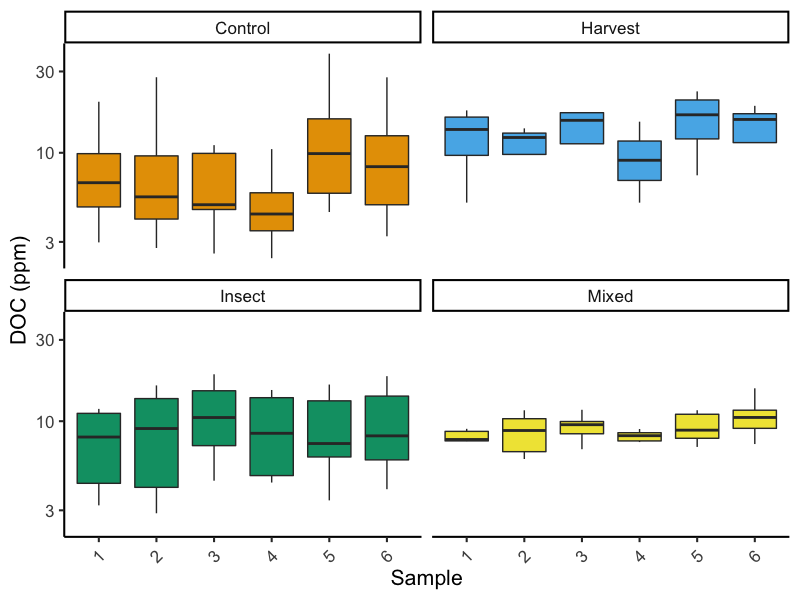 Control
Harvest
30
10
3
Insect
Mixed
30
10
3
DOC (ppm)
1 2 3 4 5 6
1 2 3 4 5 6
Sample